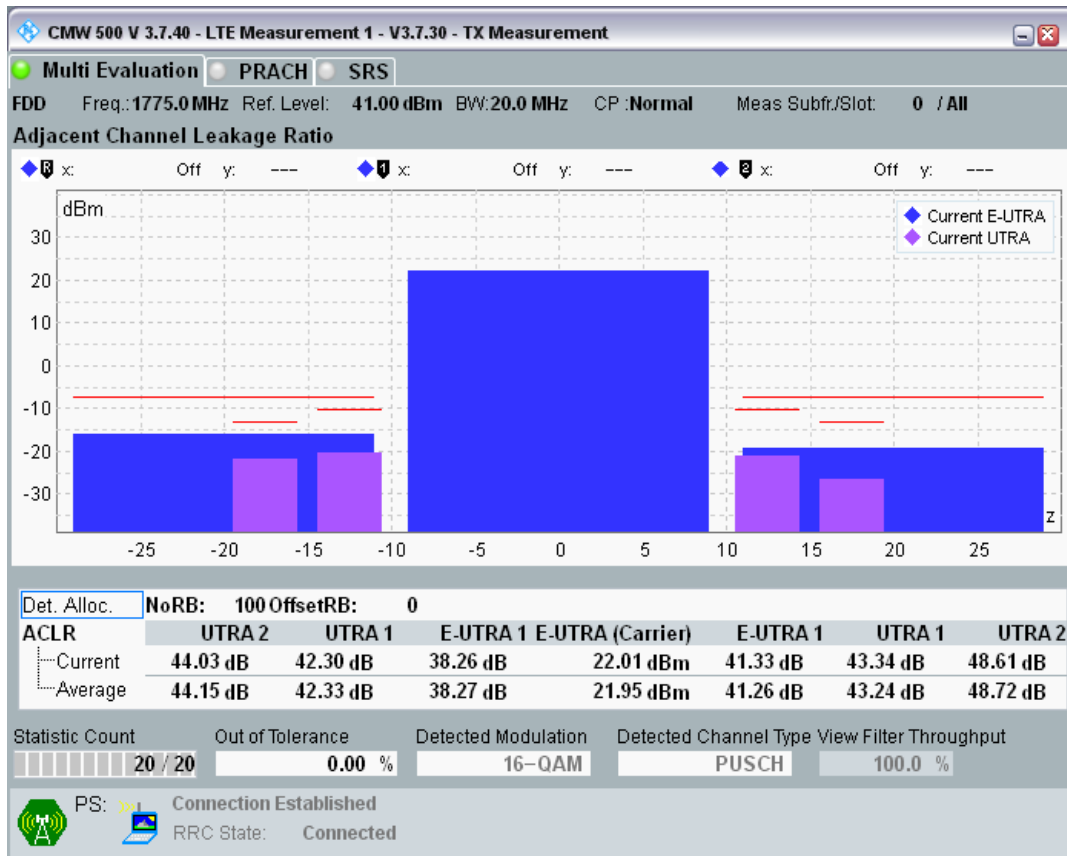 CMW 500 V 3.7.40 - LTE Measurement 1 - V3.7.30 - TX Measurement
Multi Evaluation PRACH SRS
FDD Freq.:1775.0 MHz Ref. Level: 41.00 dBm BW:20.0 MHz CP :Normal Meas Subfr./Slot: 0 / All
Adjacent Channel Leakage Ratio
R x: Off y: --- 1 x: Off y: --- 2 x: Off y: ---
dBm
Current E-UTRA
Current UTRA
30
20
10
0
-10
-20
-30
z
-25 -20 -15 -10 -5 0 5 10 15 20 25
Det. Alloc. NoRB: 100 OffsetRB: 0
ACLR UTRA 2 UTRA 1 E-UTRA 1 E-UTRA (Carrier) E-UTRA 1 UTRA 1 UTRA 2
Current 44.03 dB 42.30 dB 38.26 dB 22.01 dBm 41.33 dB 43.34 dB 48.61 dB
Average 44.15 dB 42.33 dB 38.27 dB 21.95 dBm 41.26 dB 43.24 dB 48.72 dB
Statistic Count Out of Tolerance Detected Modulation Detected Channel Type View Filter Throughput
20 / 20 0.00 % 16-QAM PUSCH 100.0 %
PS: Connection Established
RRC State: Connected